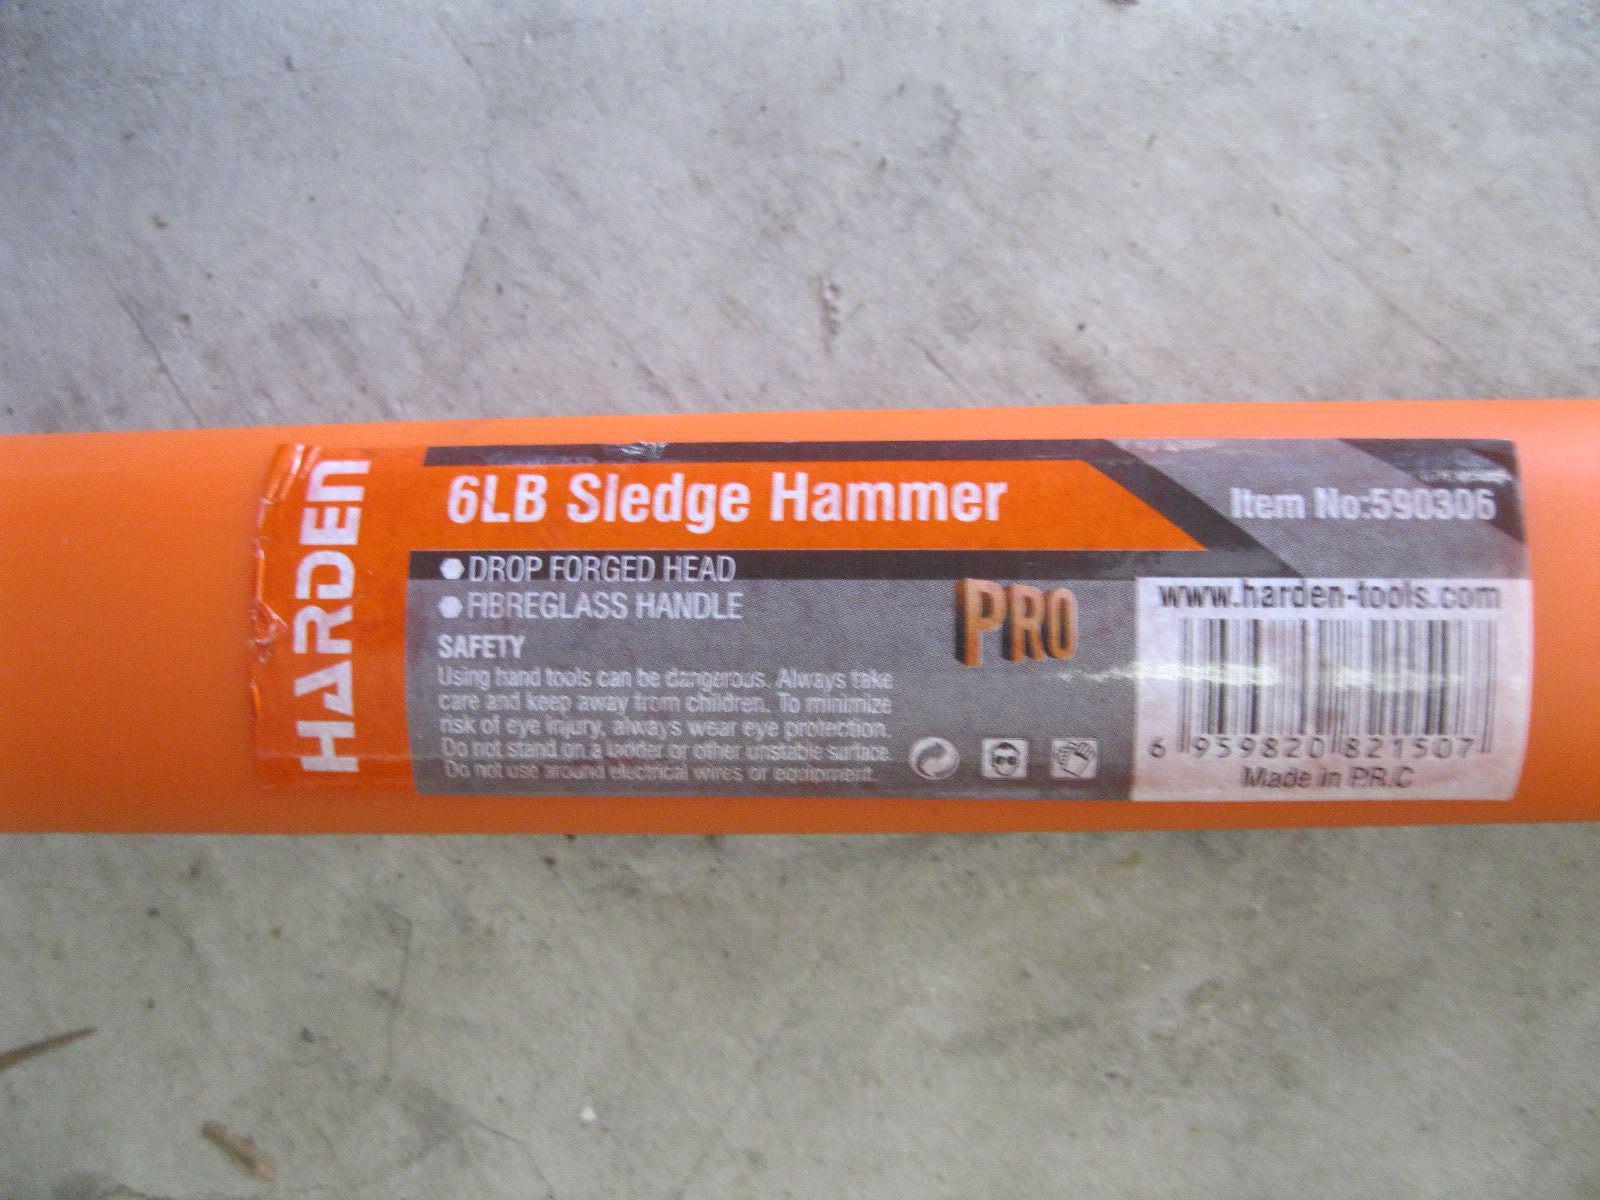 HARDEN
6LB Sledge Hammer
Item No:590306
DROP FORGED HEAD
FIBREGLASS HANDLE
SAFETY
Using hand tools can be dangerous. Always take
care and keep away from children. To minimize
risk of eye injury, always wear eye protection.
Do not stand on a ladder or other unstable surface.
Do not use around electrical wires or equipment.
PRO
www.harden-tools.com
6 959820 821507
Made in P.R.C